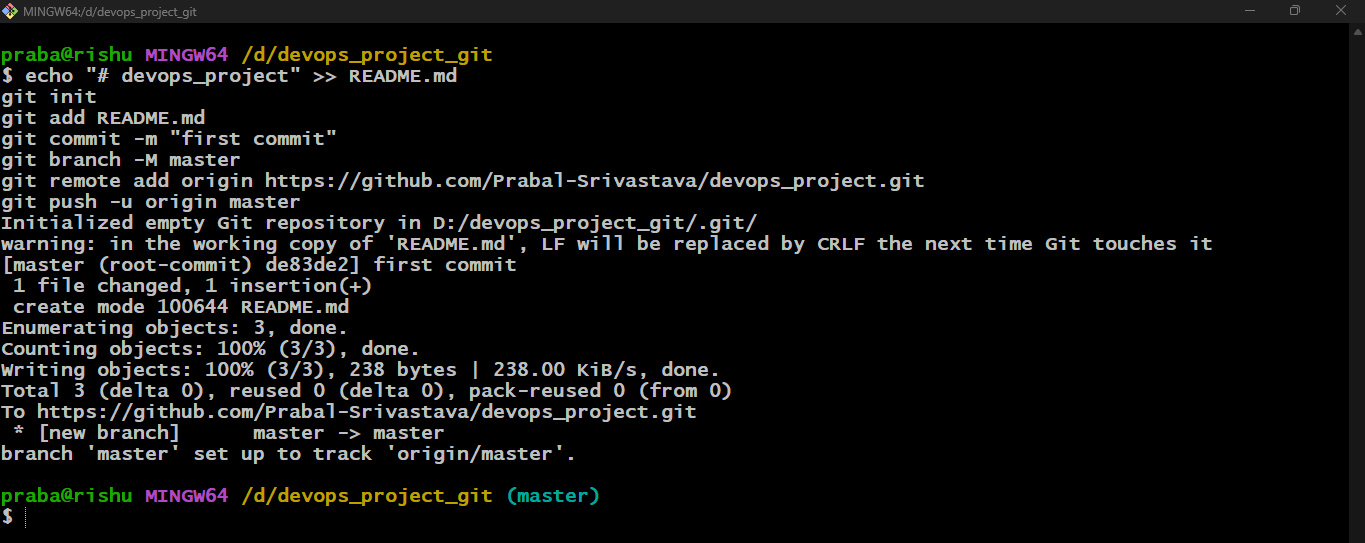 MINGW64:/d/devops_project_git
praba@rishu MINGW64 /d/devops_project_git
$ echo "# devops_project" >> README.md
git init
git add README.md
git commit -m "first commit"
git branch -M master
git remote add origin https://github.com/Prabal-Srivastava/devops_project.git
git push -u origin master
Initialized empty Git repository in D:/devops_project_git/.git/
warning: in the working copy of 'README.md', LF will be replaced by CRLF the next time Git touches it
[master (root-commit) de83de2] first commit
 1 file changed, 1 insertion(+)
 create mode 100644 README.md
Enumerating objects: 3, done.
Counting objects: 100% (3/3), done.
Writing objects: 100% (3/3), 238 bytes | 238.00 KiB/s, done.
Total 3 (delta 0), reused 0 (delta 0), pack-reused 0 (from 0)
To https://github.com/Prabal-Srivastava/devops_project.git
 * [new branch]      master -> master
branch 'master' set up to track 'origin/master'.
praba@rishu MINGW64 /d/devops_project_git (master)
$